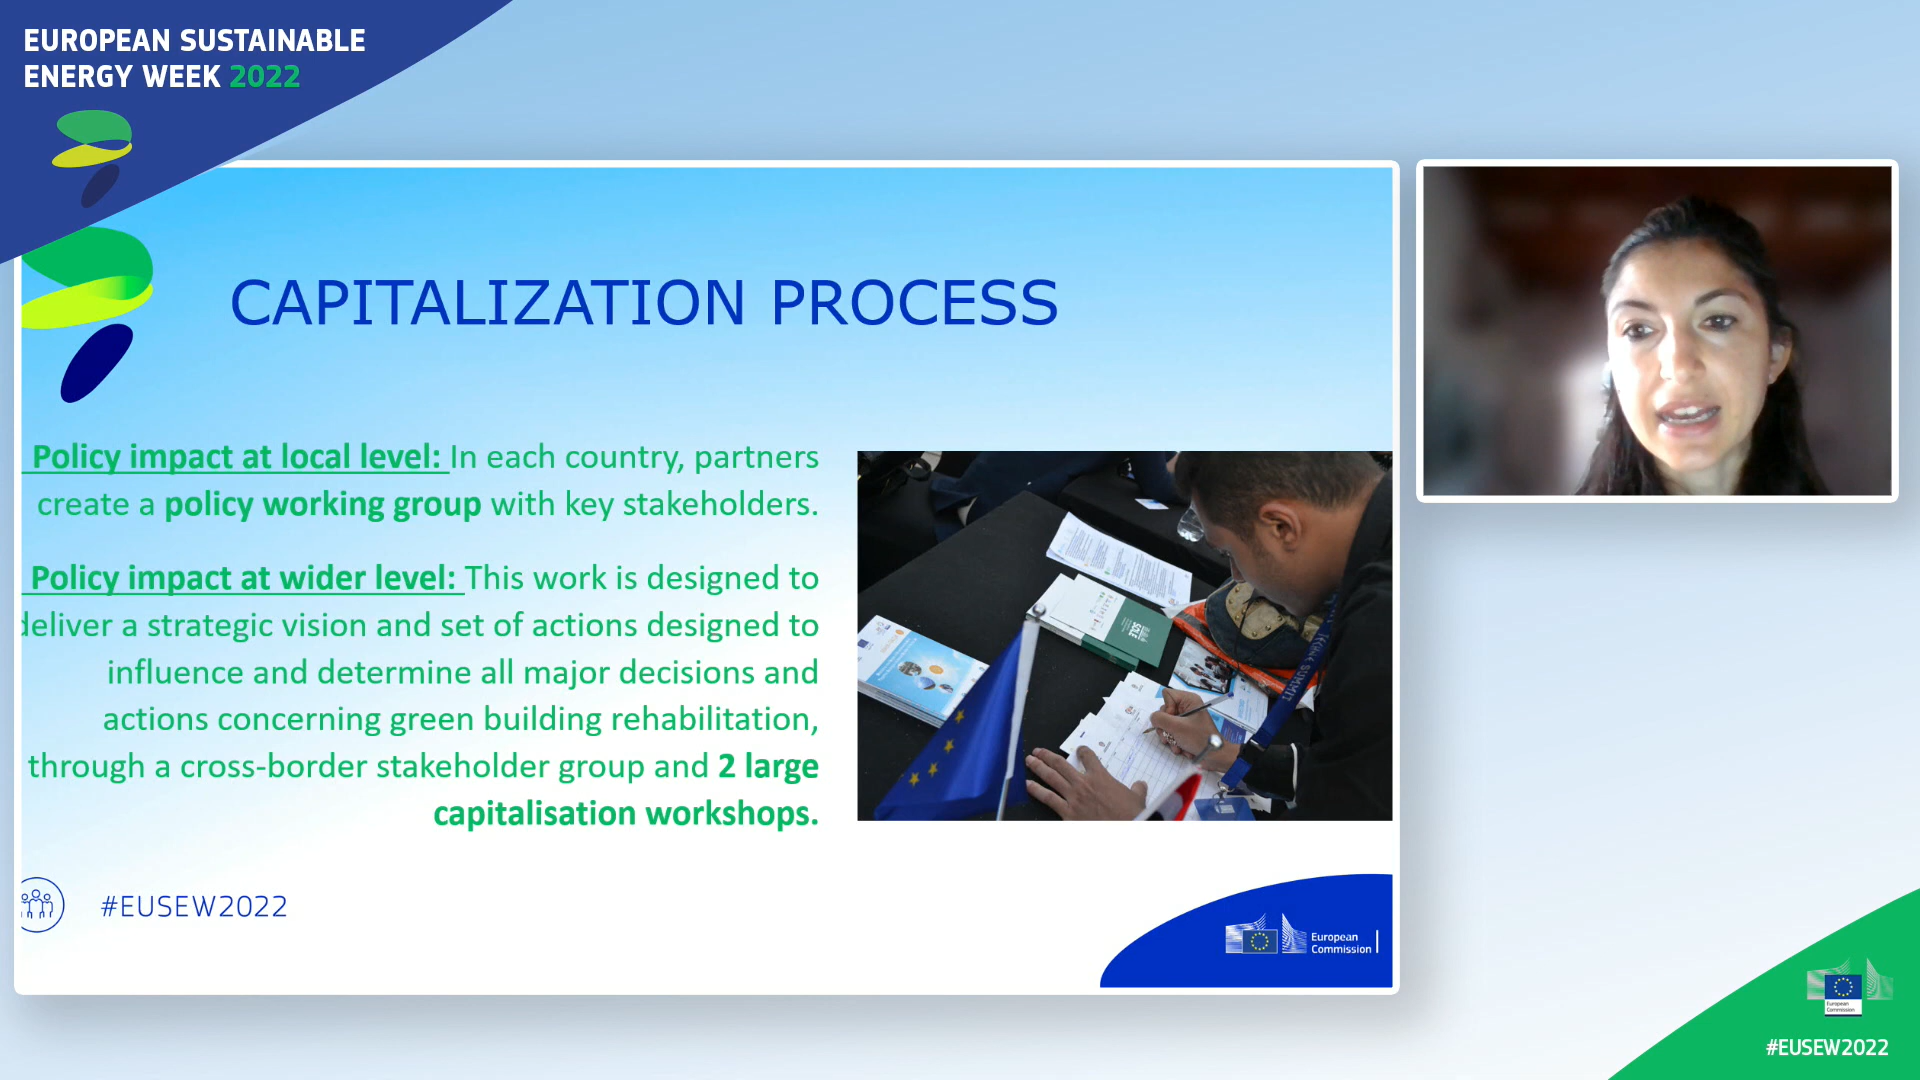 EUROPEAN SUSTAINABLE
ENERGY WEEK 2022
CAPITALIZATION PROCESS
Policy impact at local level: In each country, partners
create a policy working group with key stakeholders.
Policy impact at wider level: This work is designed to
deliver a strategic vision and set of actions designed to
influence and determine all major decisions and
actions concerning green building rehabilitation,
through a cross-border stakeholder group and 2 large
capitalisation workshops.
SUMMIT
#EUSEW2022
European
Commission
European
Commission
#EUSEW2022